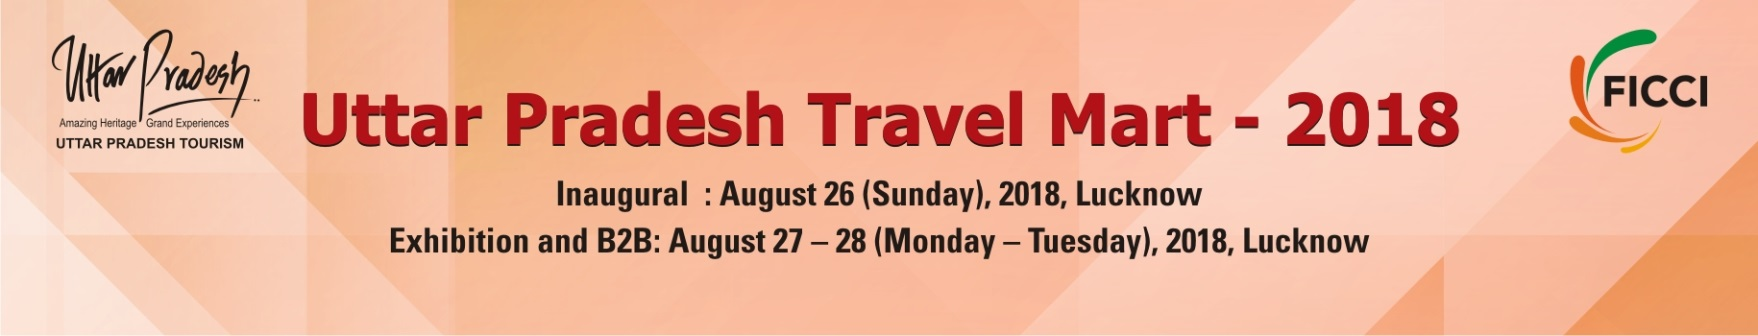 Uttar Pradesh
Amazing Heritage Grand Experiences
UTTAR PRADESH TOURISM
Uttar Pradesh Travel Mart - 2018
FICCI
Inaugural : August 26 (Sunday), 2018, Lucknow
Exhibition and B2B: August 27 – 28 (Monday – Tuesday), 2018, Lucknow